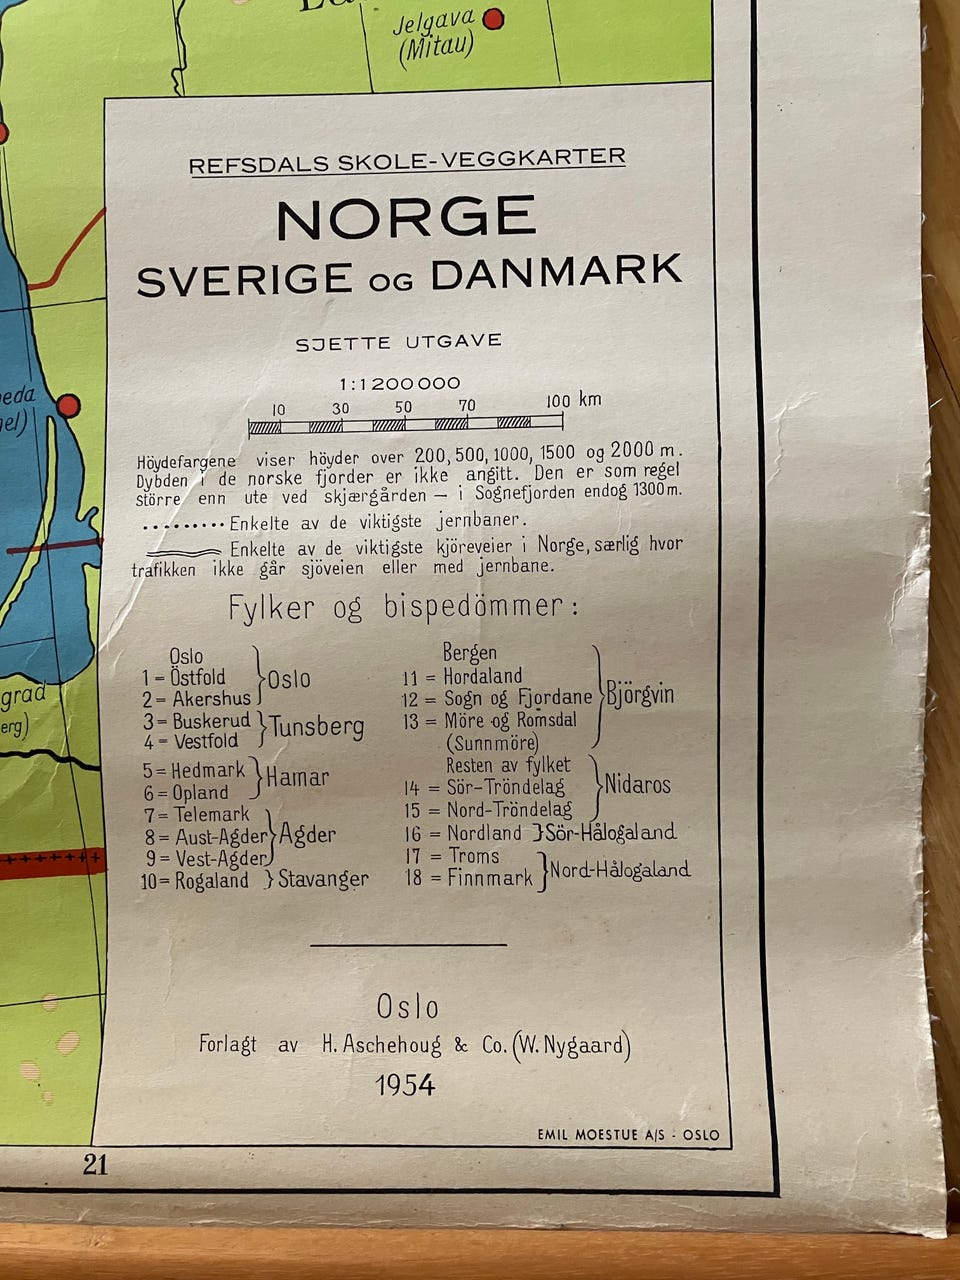 Jelgava
(Mitau)
REFSDALS SKOLE-VEGGKARTER
NORGE
SVERIGE OG DANMARK
SJETTE UTGAVE
1:1200000
10 30 50 70 100 km
Höydefargene viser höyder over 200, 500, 1000, 1500 og 2000 m.
Dybden i de norske fjorder er ikke angitt. Den er som regel
större enn ute ved skjærgården – i Sognefjorden endog 1300 m.
......... Enkelte av de viktigste jernbaner.
Enkelte av de viktigste kjöreveier i Norge, særlig hvor
trafikken ikke går sjöveien eller med jernbane.
Fylker og bispedömmer:
Oslo
1 = Östfold
2 = Akershus
} Oslo
3 = Buskerud
4 = Vestfold
} Tunsberg
5 = Hedmark
6 = Opland
} Hamar
7 = Telemark
8 = Aust-Agder
9 = Vest-Agder
} Agder
10 = Rogaland } Stavanger
Bergen
11 = Hordaland
12 = Sogn og Fjordane
13 = Möre og Romsdal
(Sunnmöre)
} Björgvin
Resten av fylket
14 = Sör-Tröndelag
15 = Nord-Tröndelag
} Nidaros
16 = Nordland } Sör-Hålogaland
17 = Troms
18 = Finnmark
} Nord-Hålogaland
Oslo
Forlagt av H. Aschehoug & Co. (W. Nygaard)
1954
EMIL MOESTUE A/S - OSLO
21